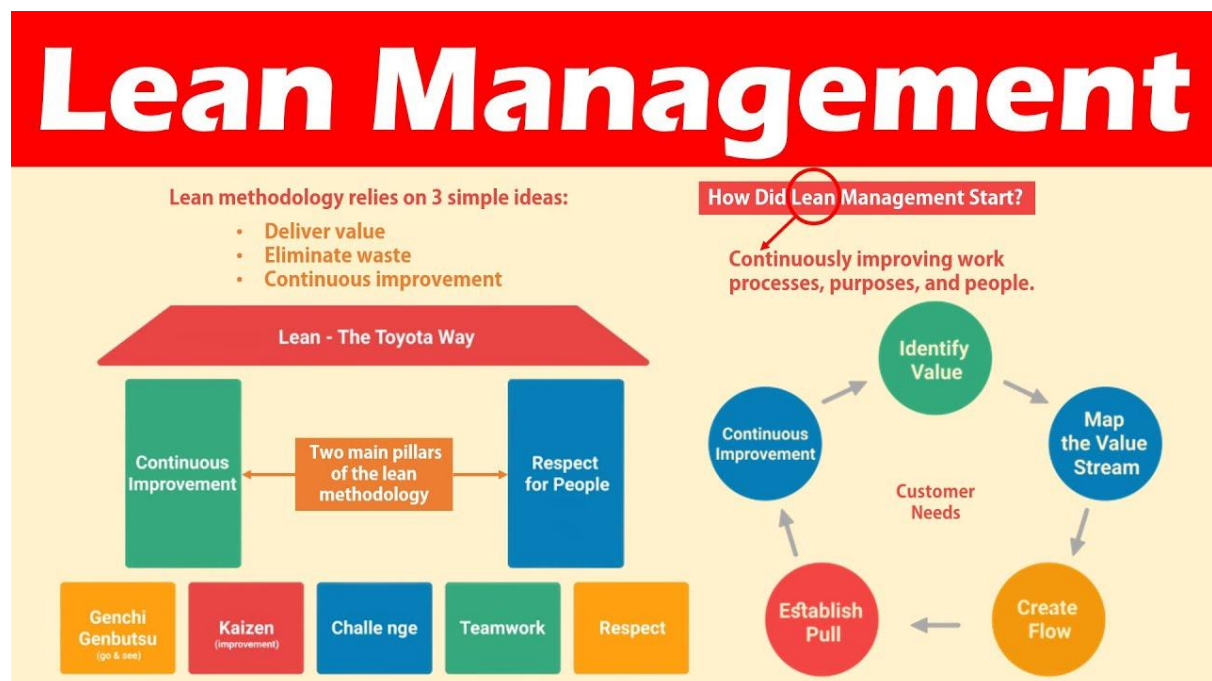 Lean Management
Lean methodology relies on 3 simple ideas:
• Deliver value
• Eliminate waste
• Continuous improvement
Lean - The Toyota Way
Continuous
Improvement
Two main pillars
of the lean
methodology
Respect
for People
Genchi
Genbutsu
(go & see)
Kaizen
(improvement)
Challe nge
Teamwork
Respect
How Did Lean Management Start?
Continuously improving work
processes, purposes, and people.
Identify
Value
Map
the Value
Stream
Create
Flow
Establish
Pull
Continuous
Improvement
Customer
Needs